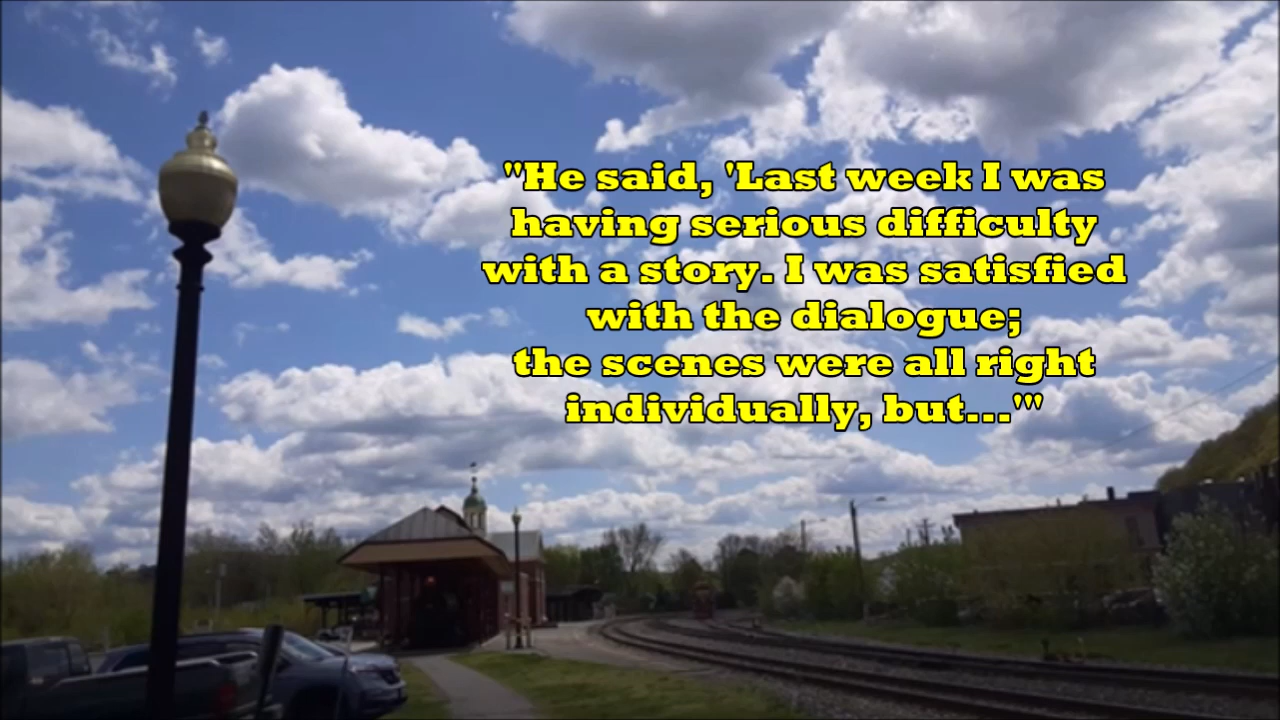 "He said, 'Last week I was
having serious difficulty
with a story. I was satisfied
with the dialogue;
the scenes were all right
individually, but...'"